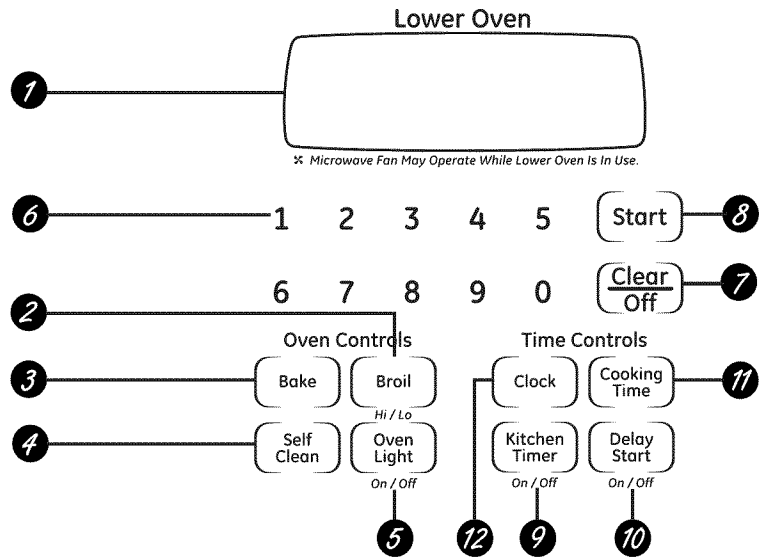 Lower Oven
1
Microwave Fan May Operate While Lower Oven Is In Use.
6 1 2 3 4 5 Start 8
6 7 8 9 0 Clear 7
Off
2
Oven Controls Time Controls
3 Bake Broil Clock Cooking Time 11
Hi / Lo
4 Self Clean Oven Light Kitchen Timer Delay Start
On / Off On / Off On / Off
5 12 9 10